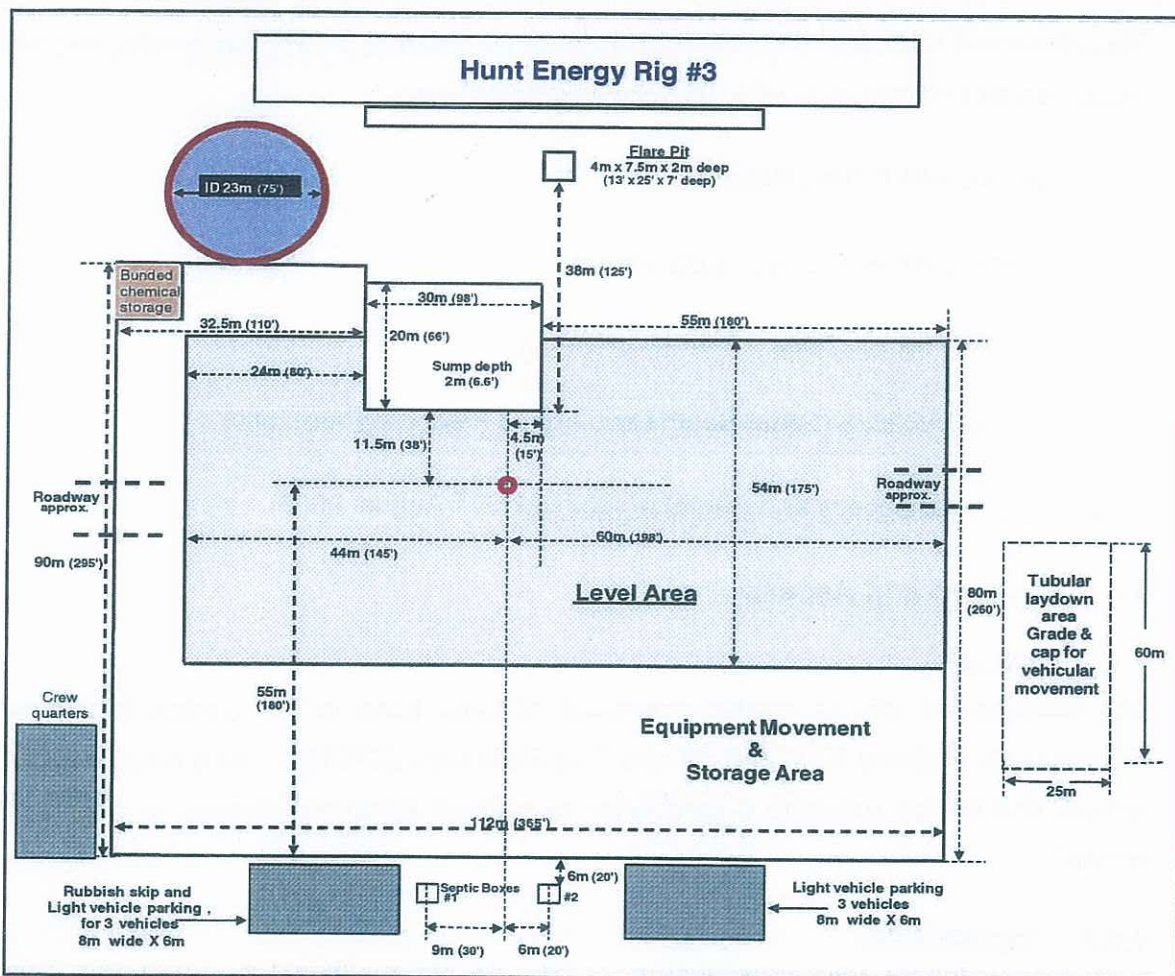 Hunt Energy Rig #3
Flare Pit
4m x 7.5m x 2m deep
(13' x 25' x 7' deep)
ID 23m (75')
38m (125')
Bunded
chemical
storage
30m (98')
32.5m (110')
55m (180')
20m (66')
Sump depth
2m (6.6')
24m (80')
11.5m (38')
4.5m
(15')
Roadway
approx.
54m (175')
Roadway
approx.
44m (145')
60m (198')
90m (295')
Level Area
80m
(260')
Tubular
laydown
area
Grade &
cap for
vehicular
movement
60m
25m
55m
(180')
Crew
quarters
Equipment Movement
&
Storage Area
112m (365')
6m (20')
Septic Boxes
#1
#2
Rubbish skip and
Light vehicle parking ,
for 3 vehicles
8m wide X 6m
Light vehicle parking
3 vehicles
8m wide X 6m
9m (30')
6m (20')